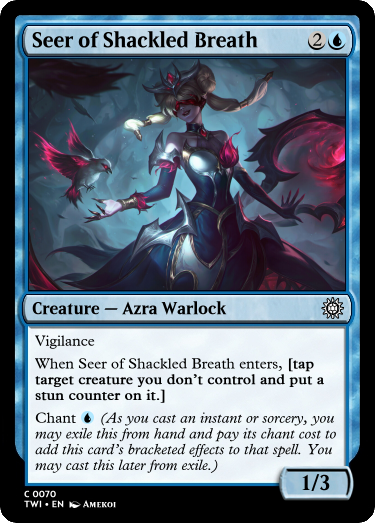 Seer of Shackled Breath 2
Creature — Azra Warlock
Vigilance
When Seer of Shackled Breath enters, [tap
target creature you don't control and put a
stun counter on it.]
Chant (As you cast an instant or sorcery, you
may exile this from hand and pay its chant cost to
add this card's bracketed effects to that spell. You
may cast this later from exile.)
1/3
C 0070
TWI • EN AMEKOI